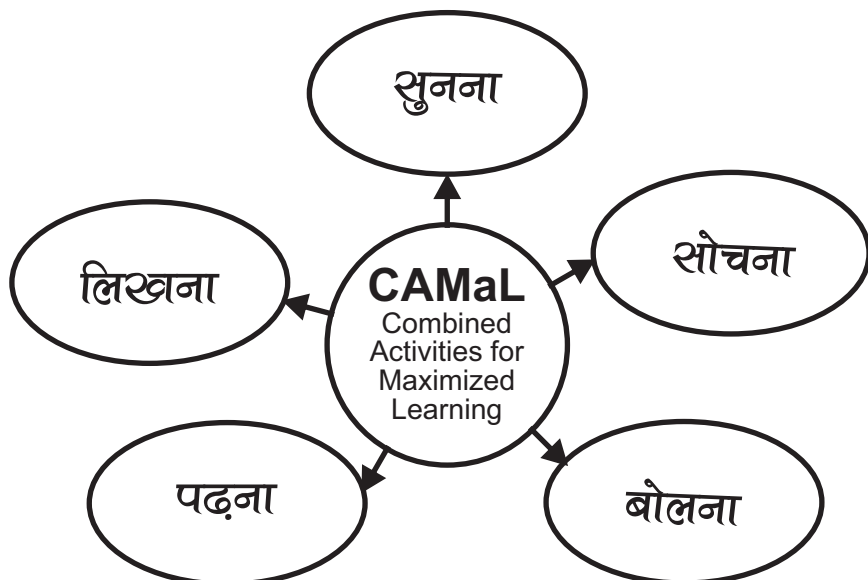 सुनना
सोचना
लिखना
CAMaL
Combined
Activities for
Maximized
Learning
पढ़ना
बोलना